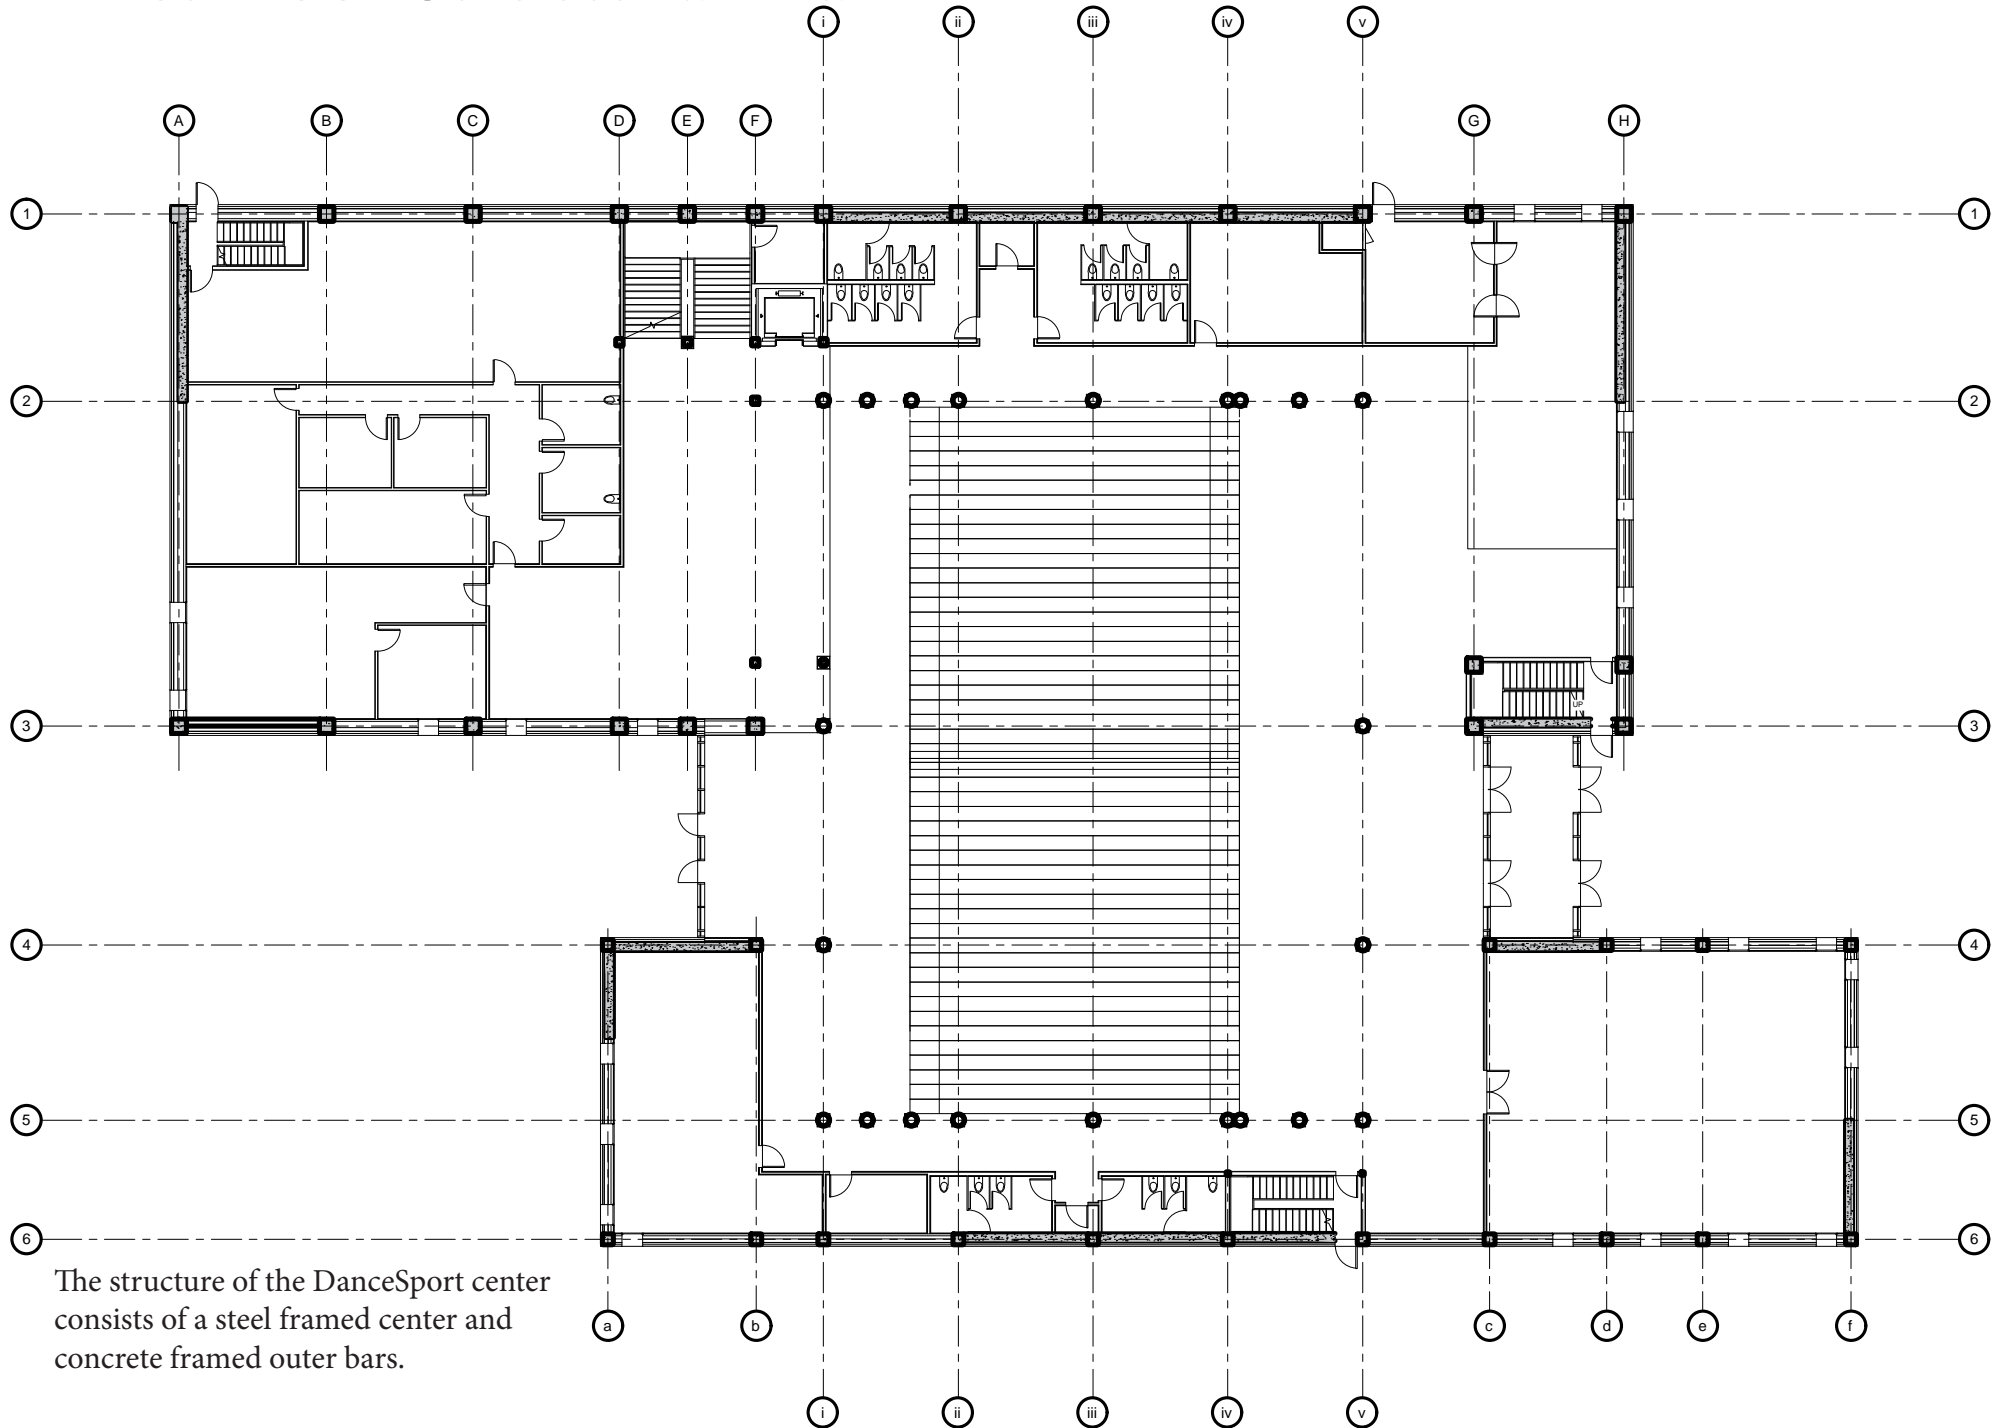 i ii iii iv v
A B C D E F G H
1 1
2 2
UP
3 3
4 4
5 5
6 6
The structure of the DanceSport center
consists of a steel framed center and
concrete framed outer bars.
a b c d e f
i ii iii iv v